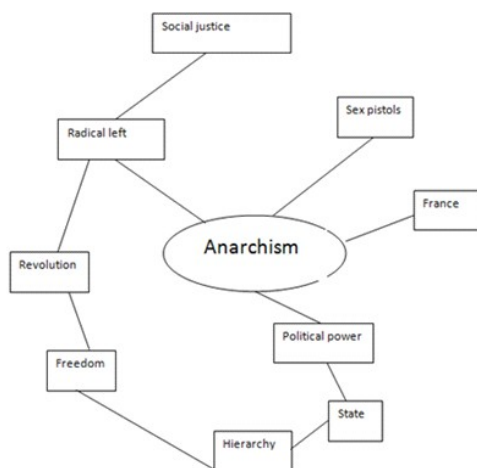 Social justice
Sex pistols
Radical left
France
Anarchism
Revolution
Political power
Freedom
State
Hierarchy